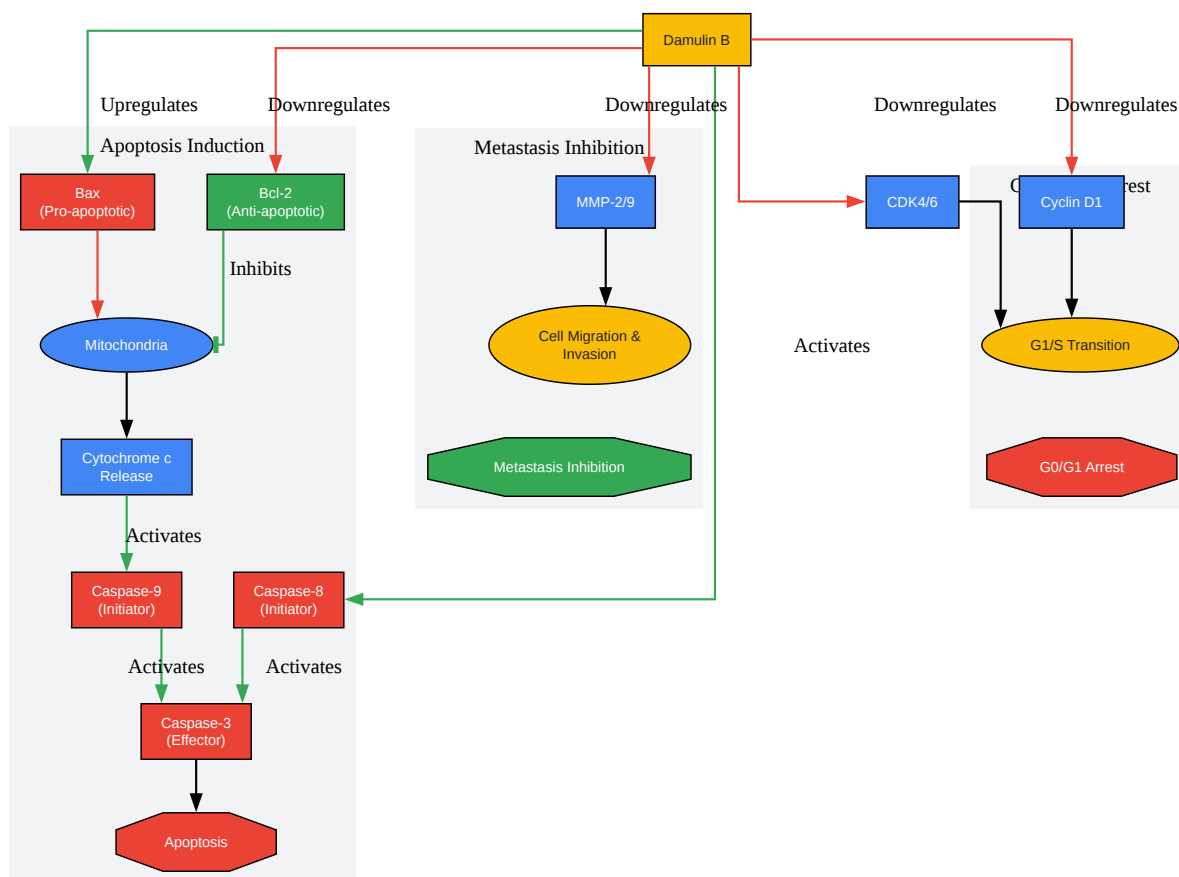 Damulin B
Upregulates
Downregulates
Downregulates
Downregulates
Downregulates
Apoptosis Induction
Metastasis Inhibition
Bax
(Pro-apoptotic)
Bcl-2
(Anti-apoptotic)
MMP-2/9
CDK4/6
Cyclin D1
Inhibits
Mitochondria
Cell Migration &
Invasion
Activates
G1/S Transition
Cytochrome c
Release
Metastasis Inhibition
G0/G1 Arrest
Activates
Caspase-9
(Initiator)
Caspase-8
(Initiator)
Activates
Activates
Caspase-3
(Effector)
Apoptosis